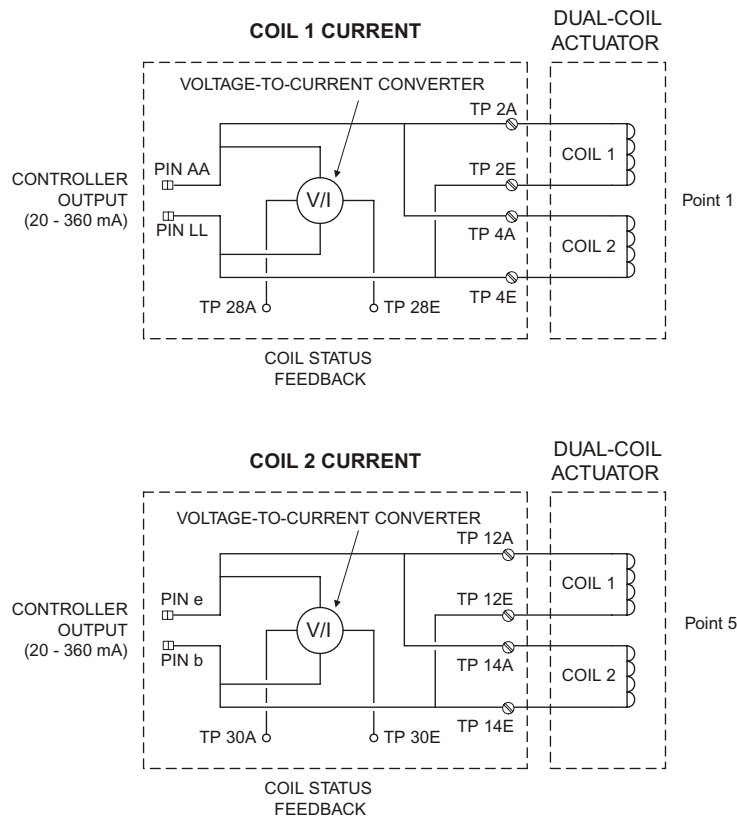 DUAL-COIL
ACTUATOR
COIL 1 CURRENT
VOLTAGE-TO-CURRENT CONVERTER
TP 2A
COIL 1
PIN AA
TP 2E
CONTROLLER
OUTPUT
(20 - 360 mA)
V/I
Point 1
PIN LL
TP 4A
COIL 2
TP 28A
TP 28E
TP 4E
COIL STATUS
FEEDBACK
DUAL-COIL
ACTUATOR
COIL 2 CURRENT
VOLTAGE-TO-CURRENT CONVERTER
TP 12A
COIL 1
PIN e
TP 12E
CONTROLLER
OUTPUT
(20 - 360 mA)
V/I
Point 5
PIN b
TP 14A
COIL 2
TP 30A
TP 30E
TP 14E
COIL STATUS
FEEDBACK